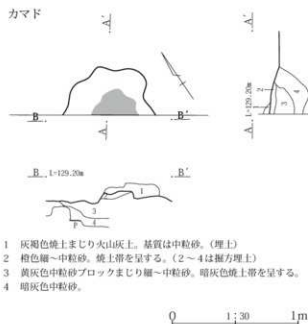 カマド
A
A'
B
B'
A
A'
L=129.20m
1
2
3
4
B L=129.20m B'
1
3
4
P
1 灰褐色焼土まじり火山灰土。基質は中粒砂。(埋土)
2 橙色細～中粒砂。焼土帯を呈する。(2～4は掘方埋土)
3 黄灰色中粒砂ブロックまじり細～中粒砂。暗灰色焼土帯を呈する。
4 暗灰色中粒砂。
0 1:30 1m